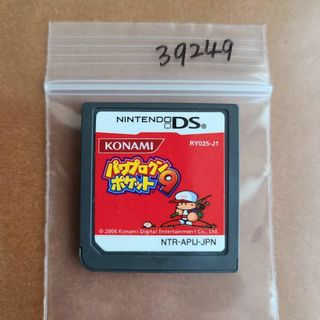 39249
NINTENDO DS
KONAMI
RY025-J1
パワプロクン
ポケット9
© 2006 Konami Digital Entertainment Co., Ltd.
NTR-APIJ-JPN